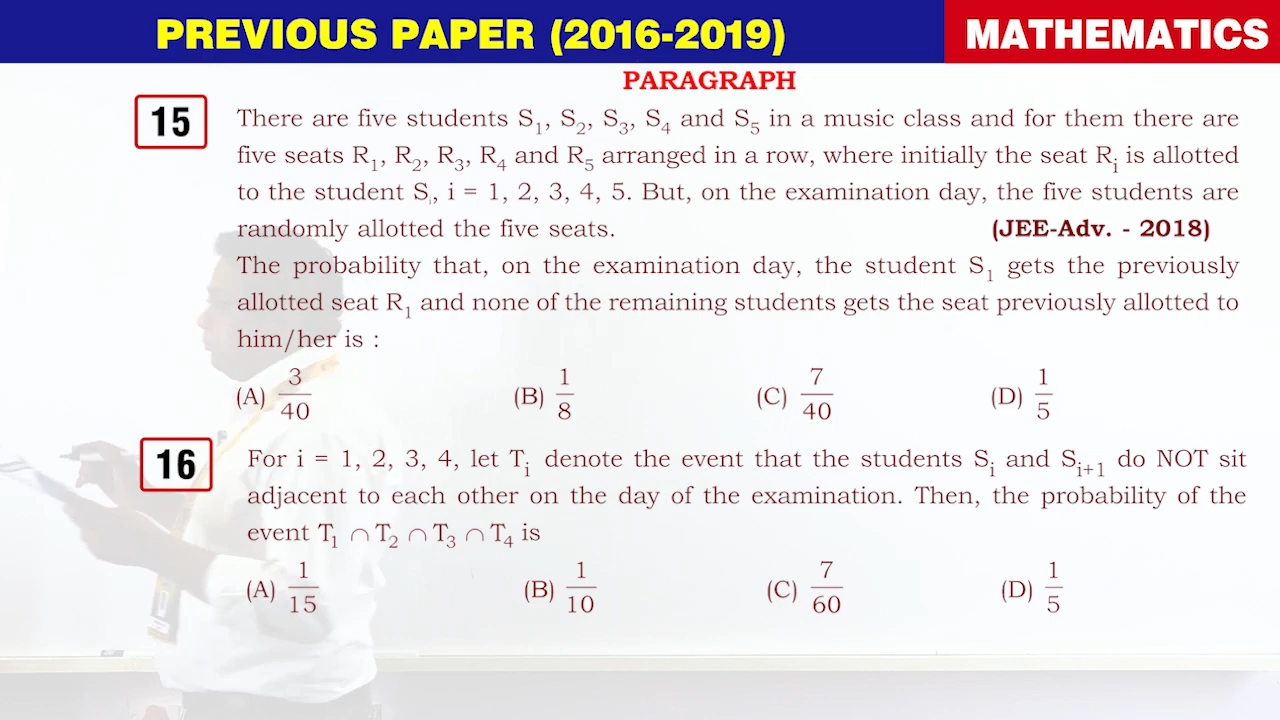 PREVIOUS PAPER (2016-2019)
MATHEMATICS
PARAGRAPH
15
There are five students S₁, S₂, S₃, S₄ and S₅ in a music class and for them there are
five seats R₁, R₂, R₃, R₄ and R₅ arranged in a row, where initially the seat Rᵢ is allotted
to the student Sᵢ, i = 1, 2, 3, 4, 5. But, on the examination day, the five students are
randomly allotted the five seats. (JEE-Adv. - 2018)
The probability that, on the examination day, the student S₁ gets the previously
allotted seat R₁ and none of the remaining students gets the seat previously allotted to
him/her is :
(A) 3/40 (B) 1/8 (C) 7/40 (D) 1/5
16
For i = 1, 2, 3, 4, let Tᵢ denote the event that the students Sᵢ and Sᵢ₊₁ do NOT sit
adjacent to each other on the day of the examination. Then, the probability of the
event T₁ ∩ T₂ ∩ T₃ ∩ T₄ is
(A) 1/15 (B) 1/10 (C) 7/60 (D) 1/5